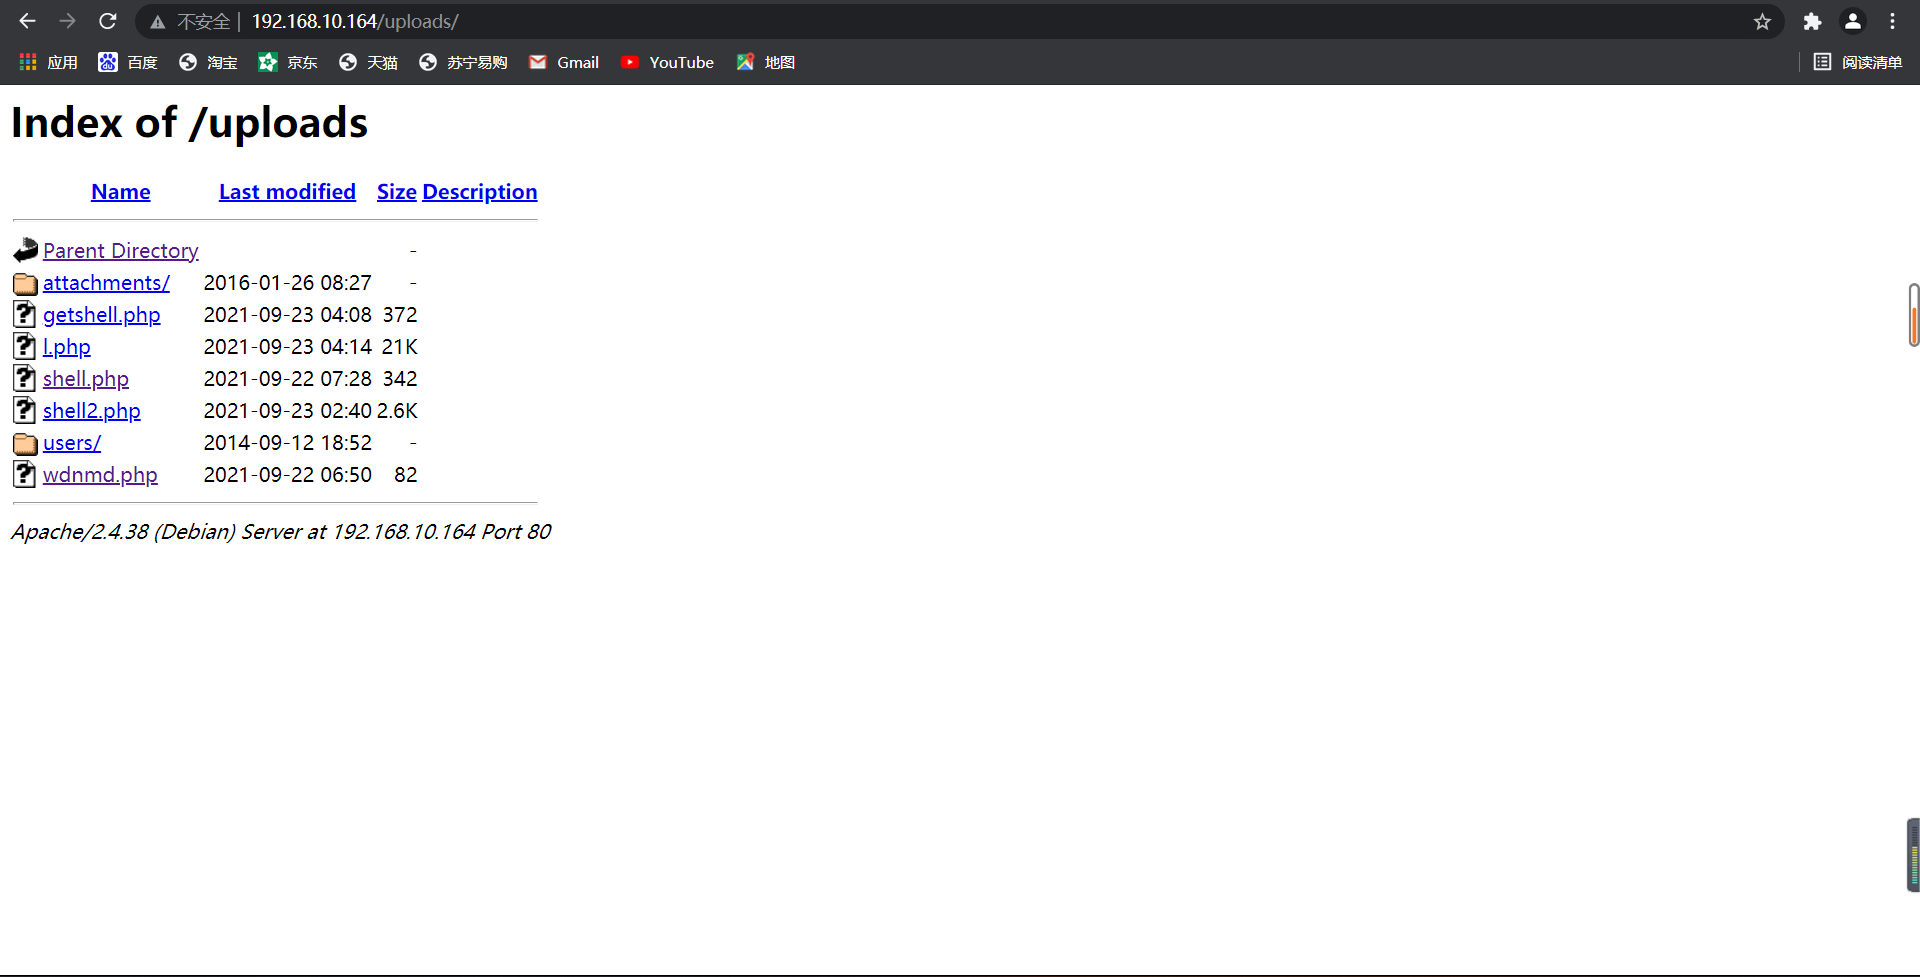 不安全 | 192.168.10.164/uploads/
应用 百度 淘宝 京东 天猫 苏宁易购 Gmail YouTube 地图 阅读清单
Index of /uploads
Name Last modified Size Description
Parent Directory -
attachments/ 2016-01-26 08:27 -
getshell.php 2021-09-23 04:08 372
l.php 2021-09-23 04:14 21K
shell.php 2021-09-22 07:28 342
shell2.php 2021-09-23 02:40 2.6K
users/ 2014-09-12 18:52 -
wdnmd.php 2021-09-22 06:50 82
Apache/2.4.38 (Debian) Server at 192.168.10.164 Port 80